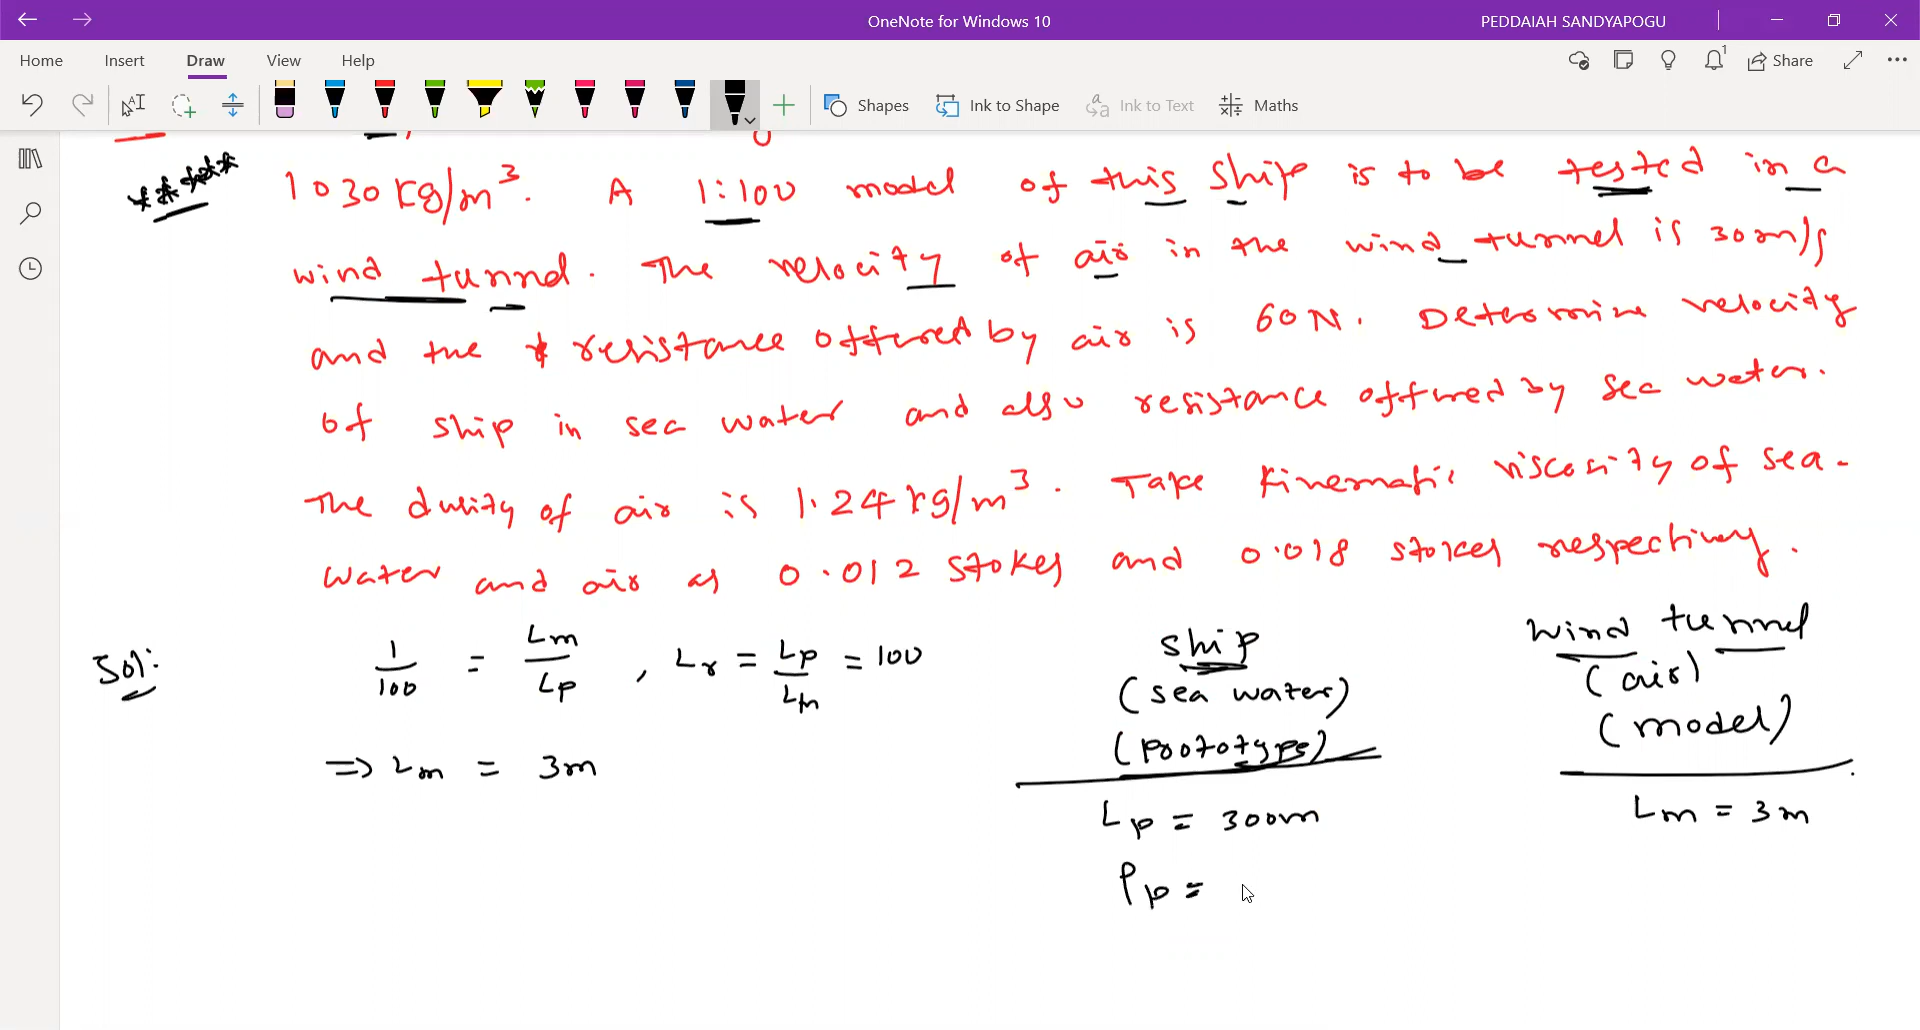 OneNote for Windows 10
PEDDAIAH SANDYAPOGU
Home Insert Draw View Help
1 Share
Shapes Ink to Shape Ink to Text Maths
1030 kg/m³. A 1:100 model of this ship is to be tested in a
wind tunnel. The velocity of air in the wind tunnel is 30m/s
and the resistance offered by air is 60N. Determine velocity
of ship in sea water and also resistance offered by sea water.
The density of air is 1.24 kg/m³. Take kinematic viscosity of sea-
water and air as 0.012 stokes and 0.018 stokes respectively.
Sol: 1/100 = Lm/Lp , Lr = Lp/Lm = 100
⇒ Lm = 3m
ship
(sea water)
(prototype)
Lp = 300m
ρp =
wind tunnel
(air)
(model)
Lm = 3m